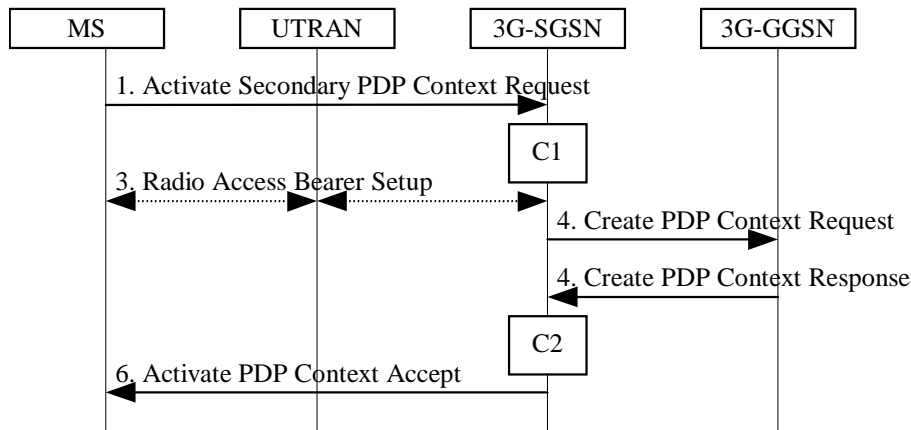 MS
UTRAN
3G-SGSN
3G-GGSN
1. Activate Secondary PDP Context Request
C1
3. Radio Access Bearer Setup
4. Create PDP Context Request
4. Create PDP Context Response
C2
6. Activate PDP Context Accept